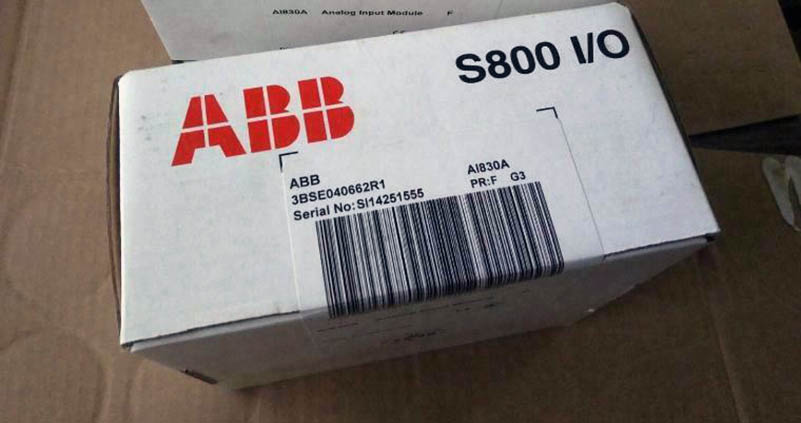 AI830A Analog Input Module F
ABB
S800 I/O
ABB AI830A
3BSE040662R1 PR:F G3
Serial No: SI14251555